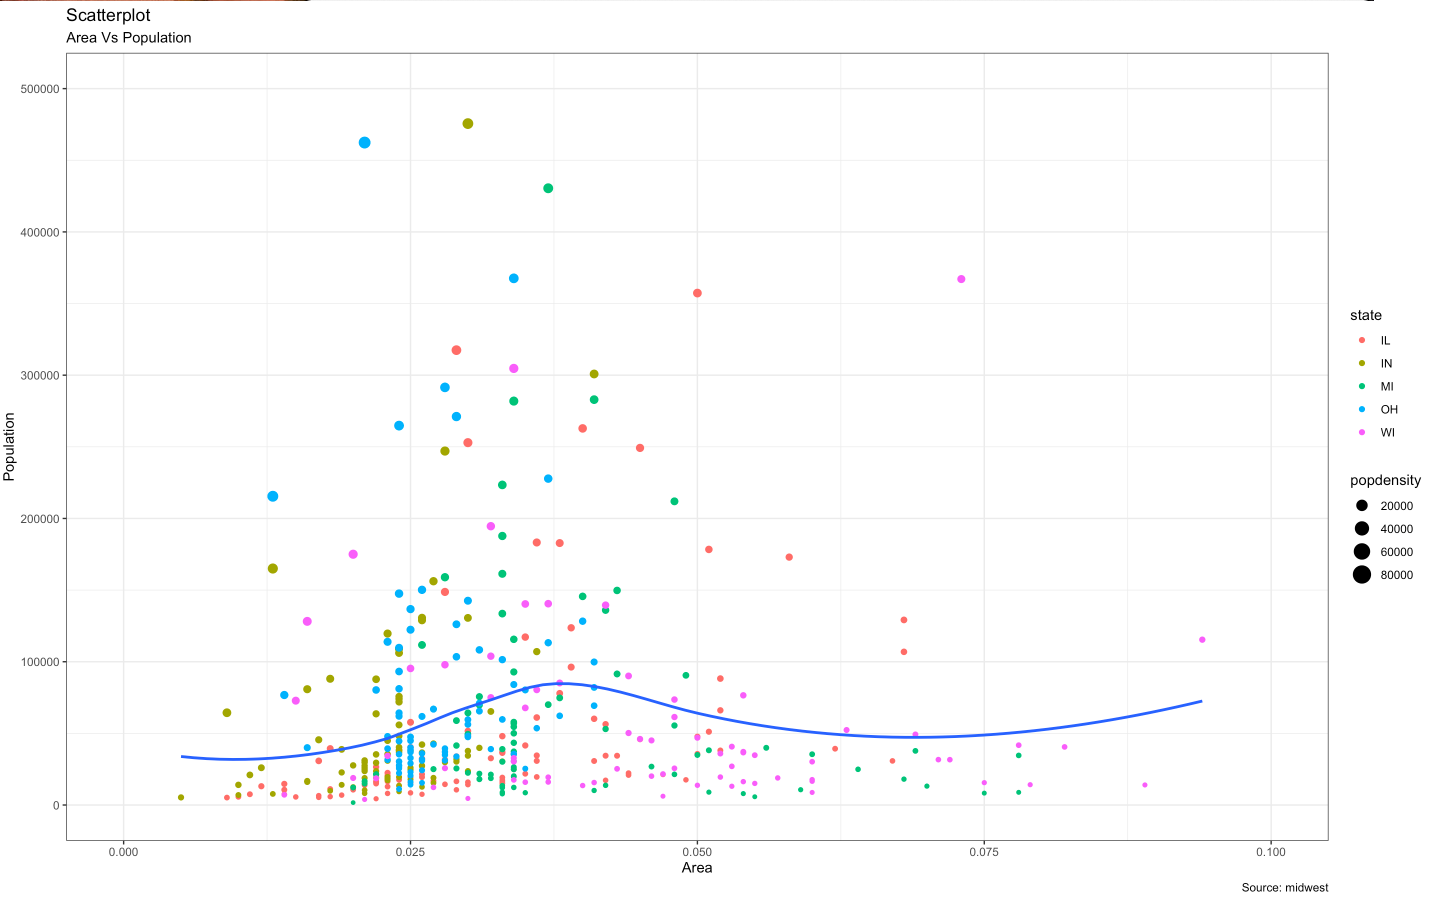 Scatterplot
Area Vs Population
Population
500000
400000
300000
200000
100000
0
0.000
0.025
0.050
0.075
0.100
Area
state
IL
IN
MI
OH
WI
popdensity
20000
40000
60000
80000
Source: midwest